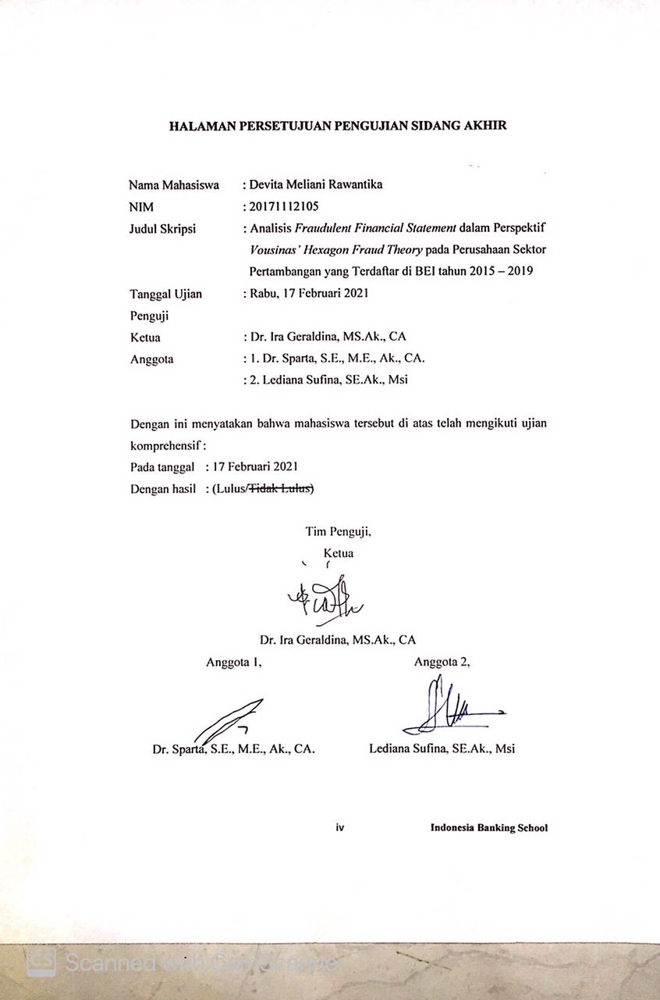 HALAMAN PERSETUJUAN PENGUJIAN SIDANG AKHIR
Nama Mahasiswa : Devita Meliani Rawantika
NIM : 20171112105
Judul Skripsi : Analisis Fraudulent Financial Statement dalam Perspektif
Vousinas' Hexagon Fraud Theory pada Perusahaan Sektor
Pertambangan yang Terdaftar di BEI tahun 2015 – 2019
Tanggal Ujian : Rabu, 17 Februari 2021
Penguji
Ketua : Dr. Ira Geraldina, MS.Ak., CA
Anggota : 1. Dr. Sparta, S.E., M.E., Ak., CA.
: 2. Lediana Sufina, SE.Ak., Msi
Dengan ini menyatakan bahwa mahasiswa tersebut di atas telah mengikuti ujian
komprehensif :
Pada tanggal : 17 Februari 2021
Dengan hasil : (Lulus/Tidak Lulus)
Tim Penguji,
Ketua
Dr. Ira Geraldina, MS.Ak., CA
Anggota 1, Anggota 2,
Dr. Sparta, S.E., M.E., Ak., CA. Lediana Sufina, SE.Ak., Msi
iv Indonesia Banking School
CS Scanned with CamScanner